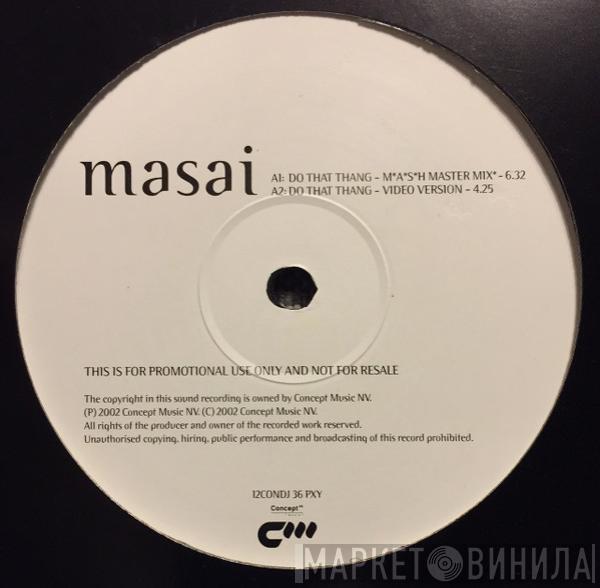 masai
A1: DO THAT THANG – M*A*S*H MASTER MIX* – 6.32
A2: DO THAT THANG – VIDEO VERSION – 4.25
THIS IS FOR PROMOTIONAL USE ONLY AND NOT FOR RESALE
The copyright in this sound recording is owned by Concept Music NV.
(P) 2002 Concept Music NV. (C) 2002 Concept Music NV.
All rights of the producer and owner of the recorded work reserved.
Unauthorised copying, hiring, public performance and broadcasting of this record prohibited.
12CONDJ 36 PXY
Concept
МАРКЕТ ВИНИЛА